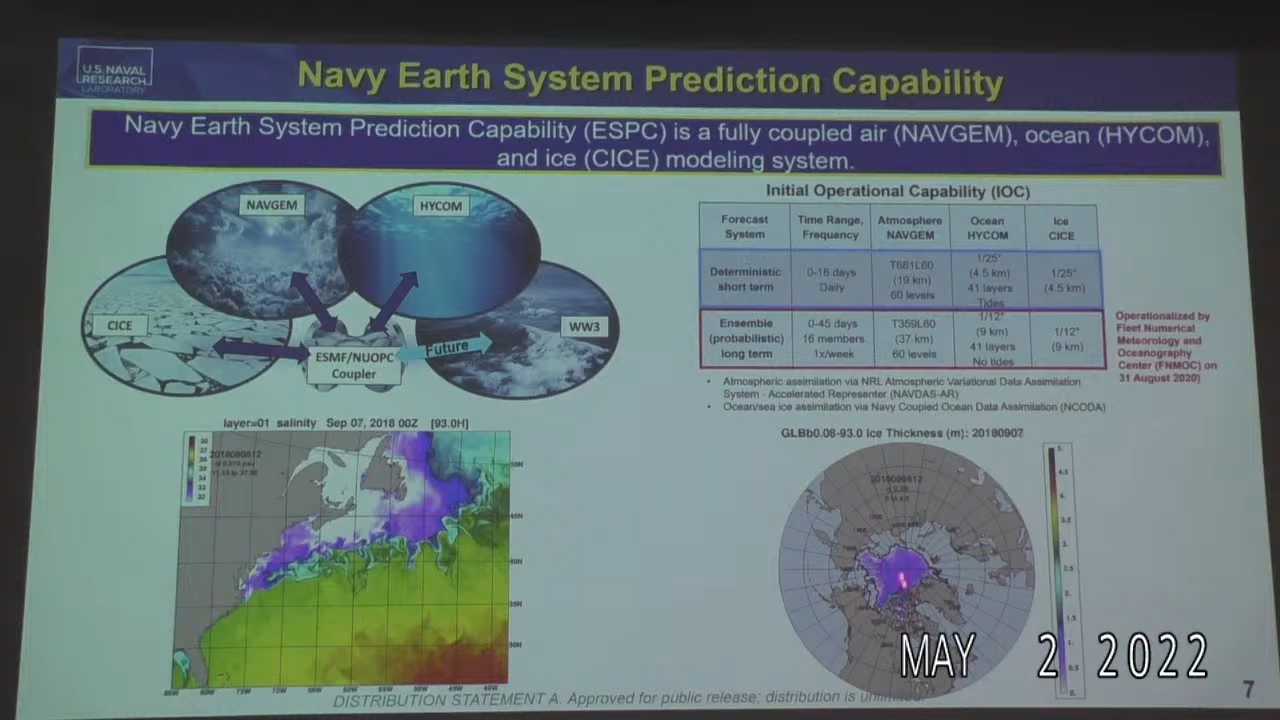 U.S. NAVAL
RESEARCH
LABORATORY
Navy Earth System Prediction Capability
Navy Earth System Prediction Capability (ESPC) is a fully coupled air (NAVGEM), ocean (HYCOM),
and ice (CICE) modeling system.
NAVGEM
HYCOM
CICE
WW3
ESMF/NUOPC
Coupler
Future
Initial Operational Capability (IOC)
Forecast System
Time Range, Frequency
Atmosphere NAVGEM
Ocean HYCOM
Ice CICE
Deterministic short term
0-16 days Daily
T681L60 (19 km) 60 levels
1/25° (4.5 km) 41 layers Tides
1/25° (4.5 km)
Ensemble (probabilistic) long term
0-45 days 16 members 1x/week
T359L60 (37 km) 60 levels
1/12° (9 km) 41 layers No tides
1/12° (9 km)
Operationalized by
Fleet Numerical
Meteorology and
Oceanography
Center (FNMOC) on
31 August 2020)
• Atmospheric assimilation via NRL Atmospheric Variational Data Assimilation
System - Accelerated Representer (NAVDAS-AR)
• Ocean/sea ice assimilation via Navy Coupled Ocean Data Assimilation (NCODA)
layer=01 salinity Sep 07, 2018 00Z [93.0H]
GLBb0.08-93.0 Ice Thickness (m): 20180907
MAY 2 2022
DISTRIBUTION STATEMENT A. Approved for public release; distribution is
7